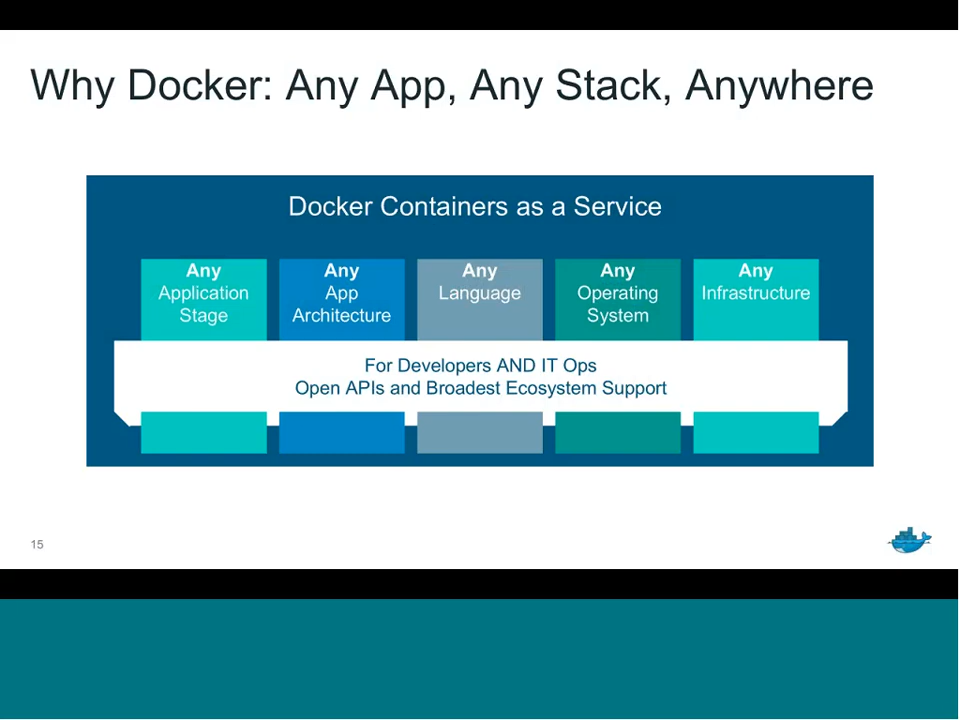 Why Docker: Any App, Any Stack, Anywhere
Docker Containers as a Service
Any
Application
Stage
Any
App
Architecture
Any
Language
Any
Operating
System
Any
Infrastructure
For Developers AND IT Ops
Open APIs and Broadest Ecosystem Support
15